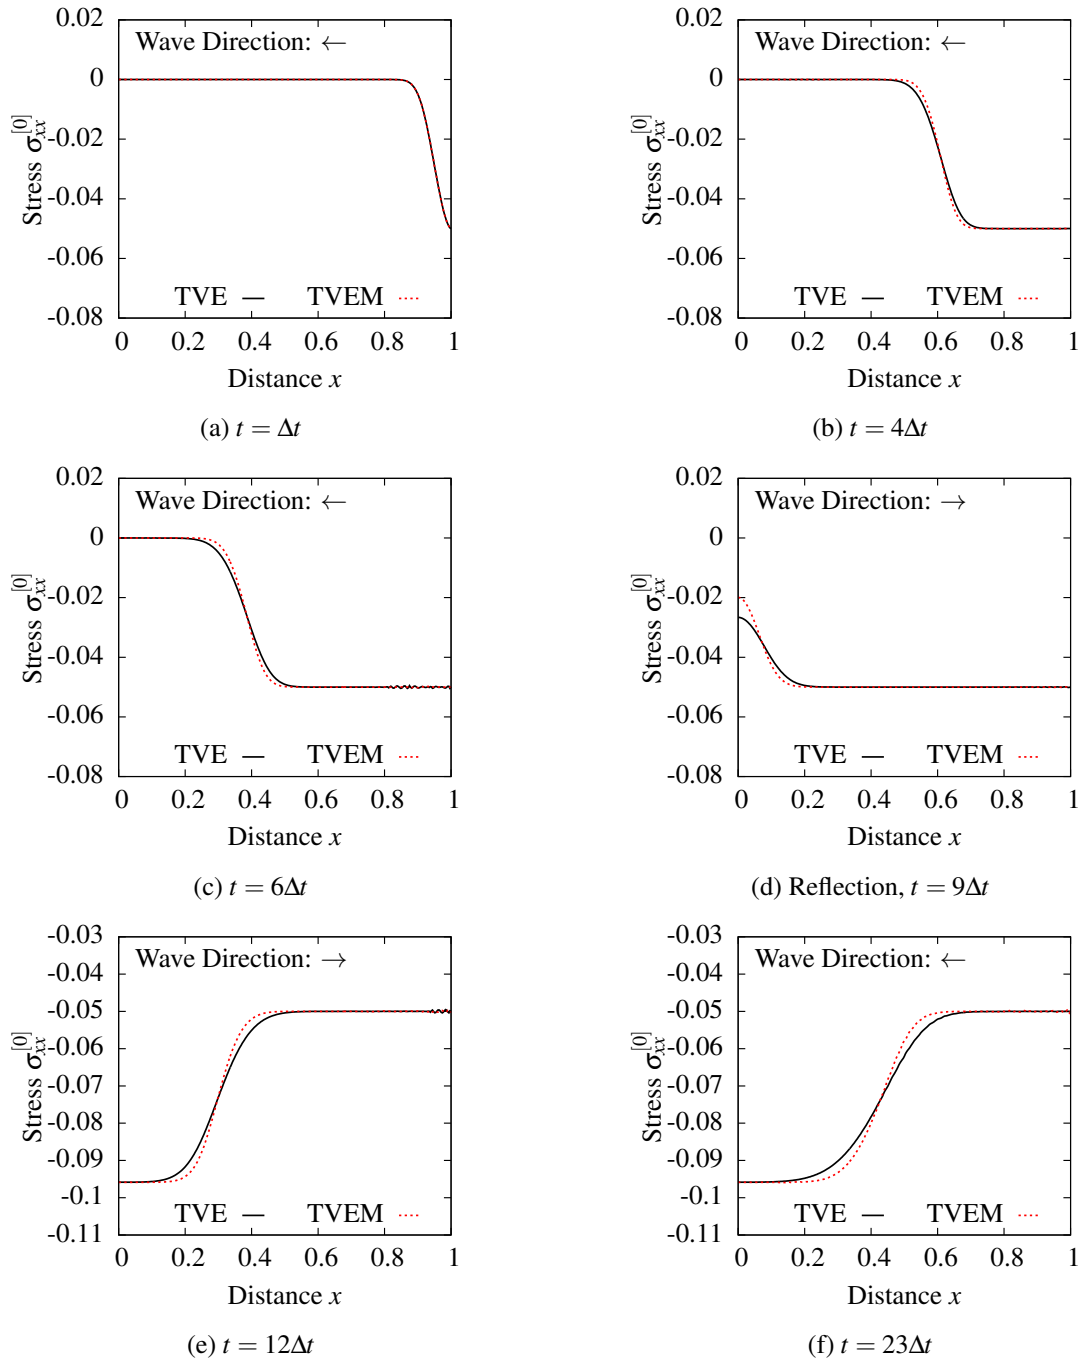 0.02
0
-0.02
-0.04
-0.06
-0.08
Stress σxx[0]
Wave Direction: ←
TVE
TVEM
0 0.2 0.4 0.6 0.8 1
Distance x
(a) t = Δt
0.02
0
-0.02
-0.04
-0.06
-0.08
Stress σxx[0]
Wave Direction: ←
TVE
TVEM
0 0.2 0.4 0.6 0.8 1
Distance x
(b) t = 4Δt
0.02
0
-0.02
-0.04
-0.06
-0.08
Stress σxx[0]
Wave Direction: ←
TVE
TVEM
0 0.2 0.4 0.6 0.8 1
Distance x
(c) t = 6Δt
0.02
0
-0.02
-0.04
-0.06
-0.08
Stress σxx[0]
Wave Direction: →
TVE
TVEM
0 0.2 0.4 0.6 0.8 1
Distance x
(d) Reflection, t = 9Δt
-0.03
-0.04
-0.05
-0.06
-0.07
-0.08
-0.09
-0.1
-0.11
Stress σxx[0]
Wave Direction: →
TVE
TVEM
0 0.2 0.4 0.6 0.8 1
Distance x
(e) t = 12Δt
-0.03
-0.04
-0.05
-0.06
-0.07
-0.08
-0.09
-0.1
-0.11
Stress σxx[0]
Wave Direction: ←
TVE
TVEM
0 0.2 0.4 0.6 0.8 1
Distance x
(f) t = 23Δt